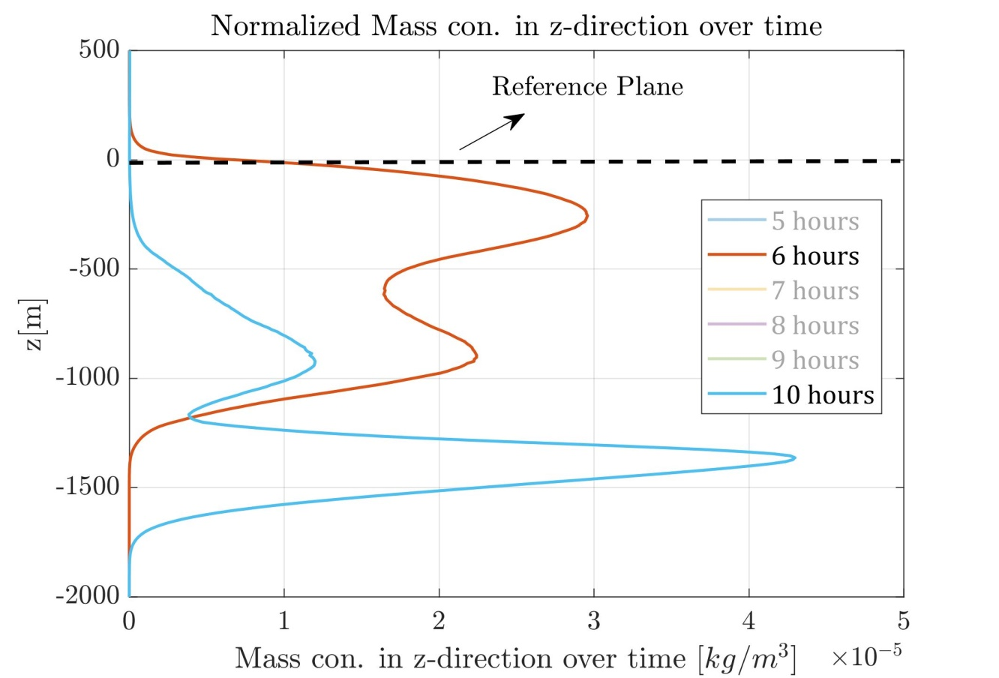 Normalized Mass con. in z-direction over time
500
Reference Plane
0
-500
-1000
-1500
-2000
z[m]
5 hours
6 hours
7 hours
8 hours
9 hours
10 hours
0 1 2 3 4 5
Mass con. in z-direction over time [kg/m³] ×10⁻⁵